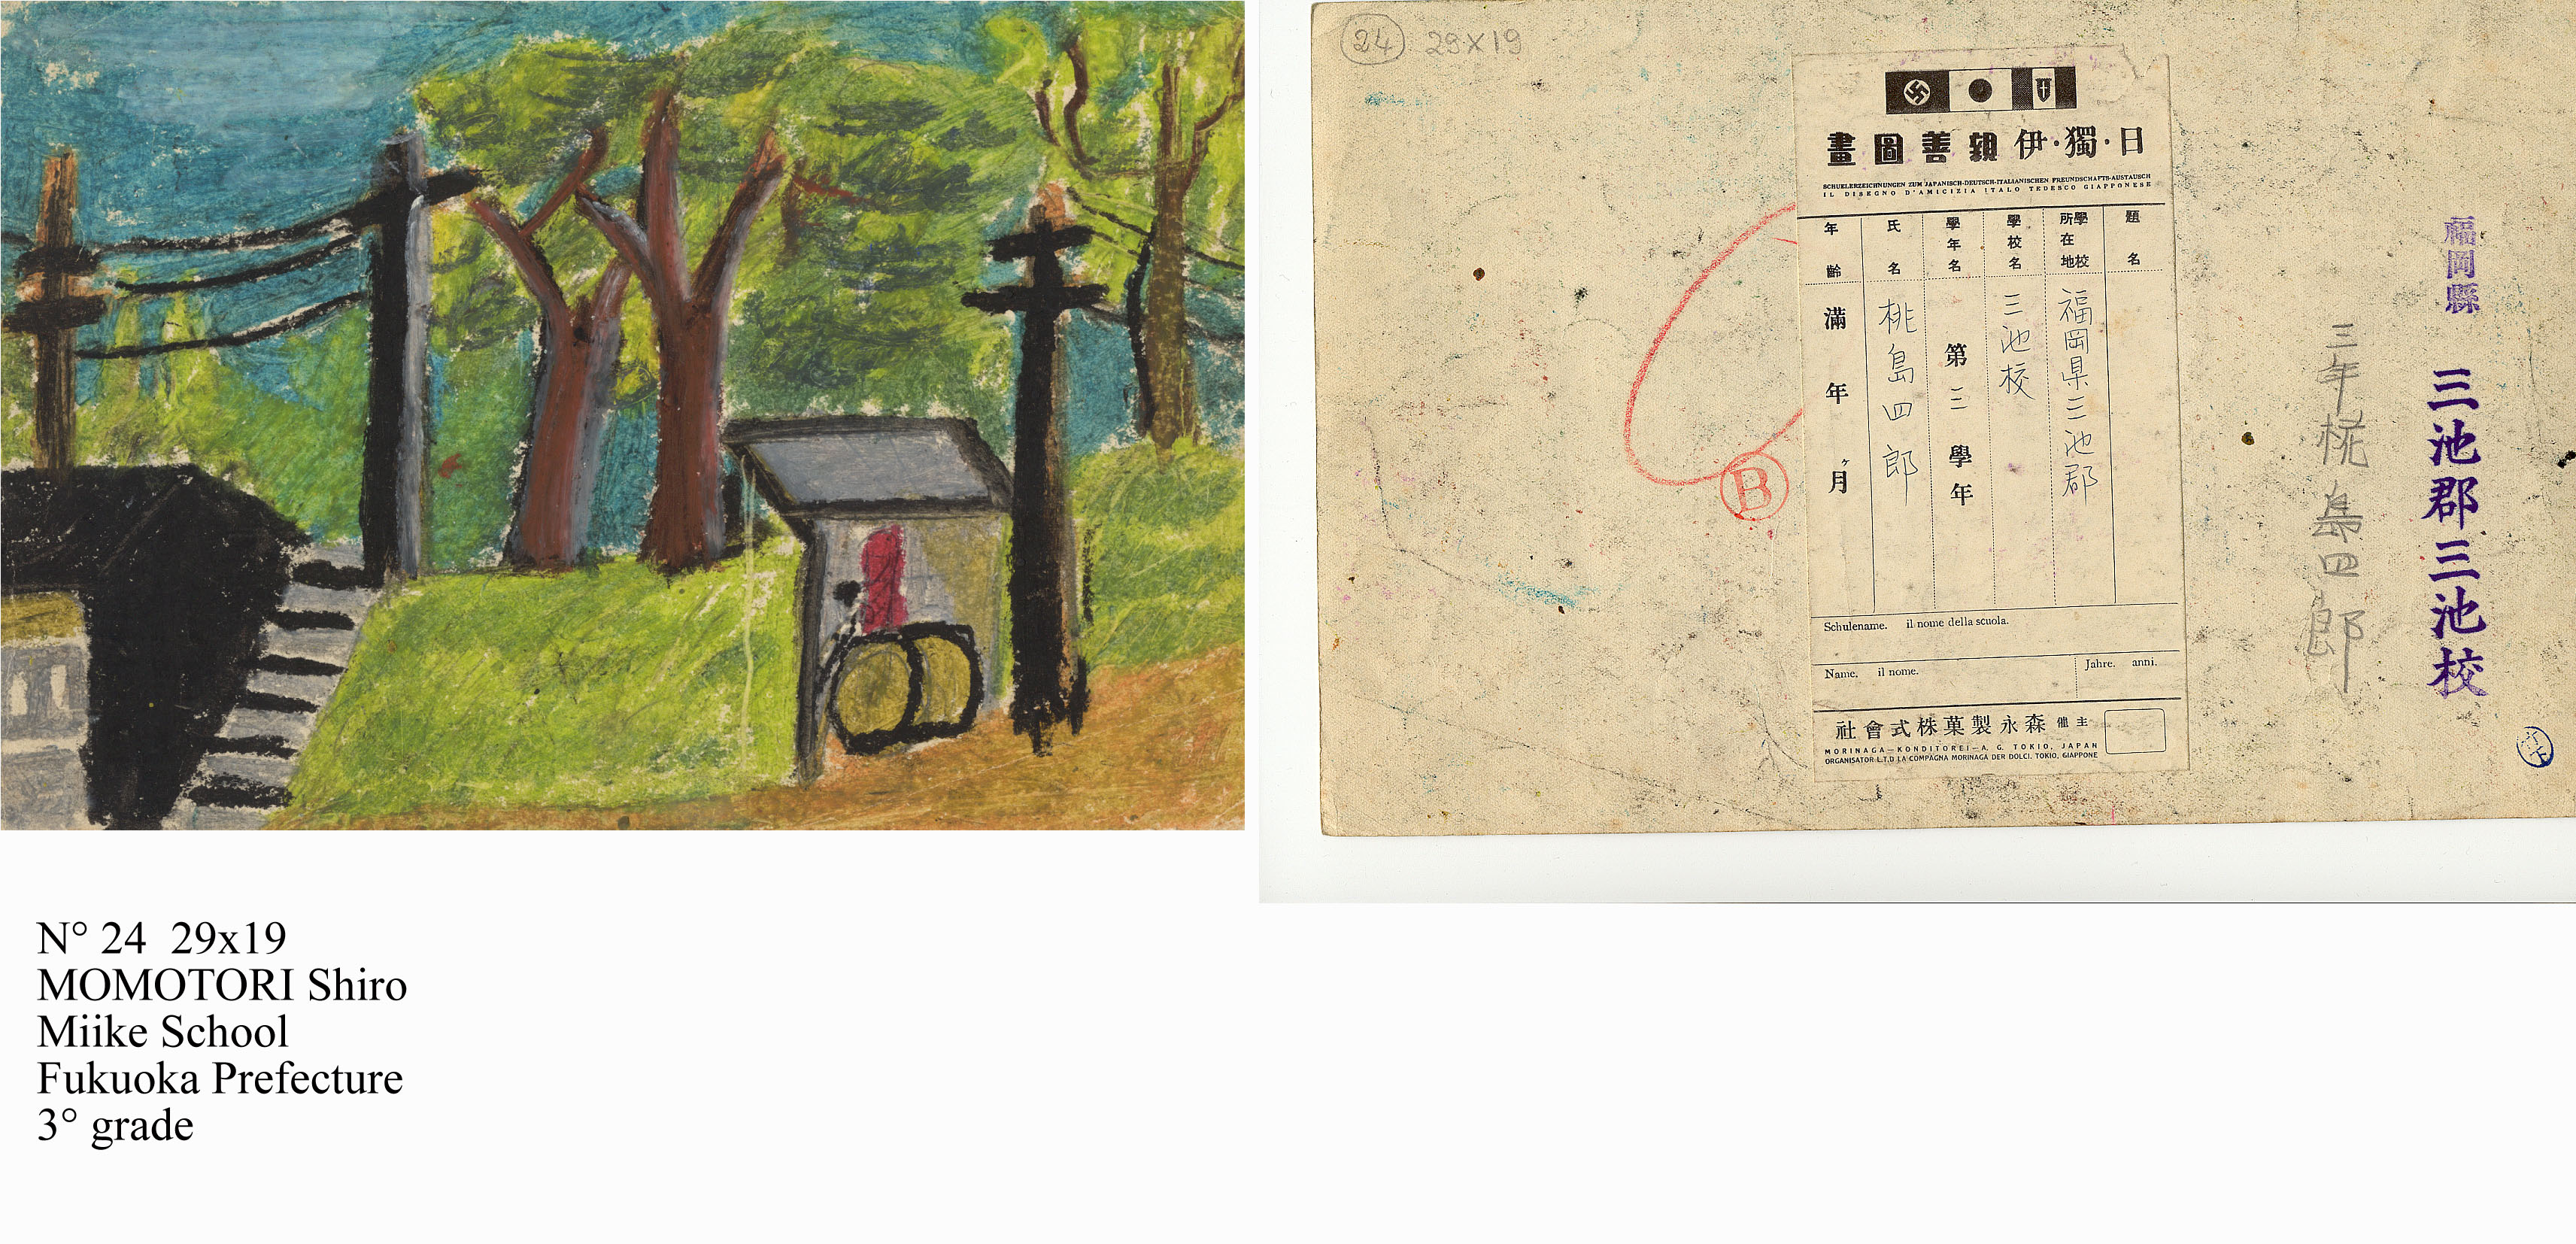 24 29×19
日・獨・伊親善圖畫
SCHUELERZEICHNUNGEN ZUM JAPANISCH-DEUTSCH-ITALIANISCHEN FREUNDSCHAFTS-AUSTAUSCH
IL DISEGNO D'AMICIZIA ITALO TEDESCO GIAPPONESE
題名
學校所在地 福岡県三池郡
學校名 三池校
學年名 第三學年
氏名 桃島四郎
年齡 滿 年 ヶ月
Schulename. il nome della scuola.
Name. il nome. Jahre. anni.
主催 森永製菓株式會社
MORINAGA-KONDITOREI-A. G. TOKIO, JAPAN
ORGANISATOR L.T.D LA COMPAGNA MORINAGA DER DOLCI. TOKIO, GIAPPONE
B
福岡縣 三池郡三池校
三年 桃島四郎
N° 24 29x19
MOMOTORI Shiro
Miike School
Fukuoka Prefecture
3° grade